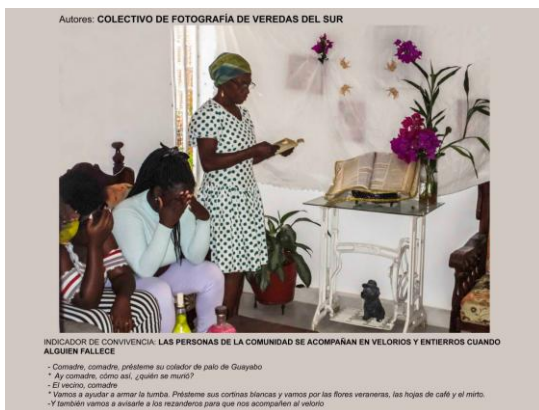 Autores: COLECTIVO DE FOTOGRAFÍA DE VEREDAS DEL SUR
INDICADOR DE CONVIVENCIA: LAS PERSONAS DE LA COMUNIDAD SE ACOMPAÑAN EN VELORIOS Y ENTIERROS CUANDO
ALGUIEN FALLECE
- Comadre, comadre, présteme su colador de palo de Guayabo
* Ay comadre, cómo así, ¿quién se murió?
- El vecino, comadre
* Vamos a ayudar a armar la tumba. Présteme sus cortinas blancas y vamos por las flores veraneras, las hojas de café y el mirto.
-Y también vamos a avisarle a los rezanderos para que nos acompañen al velorio